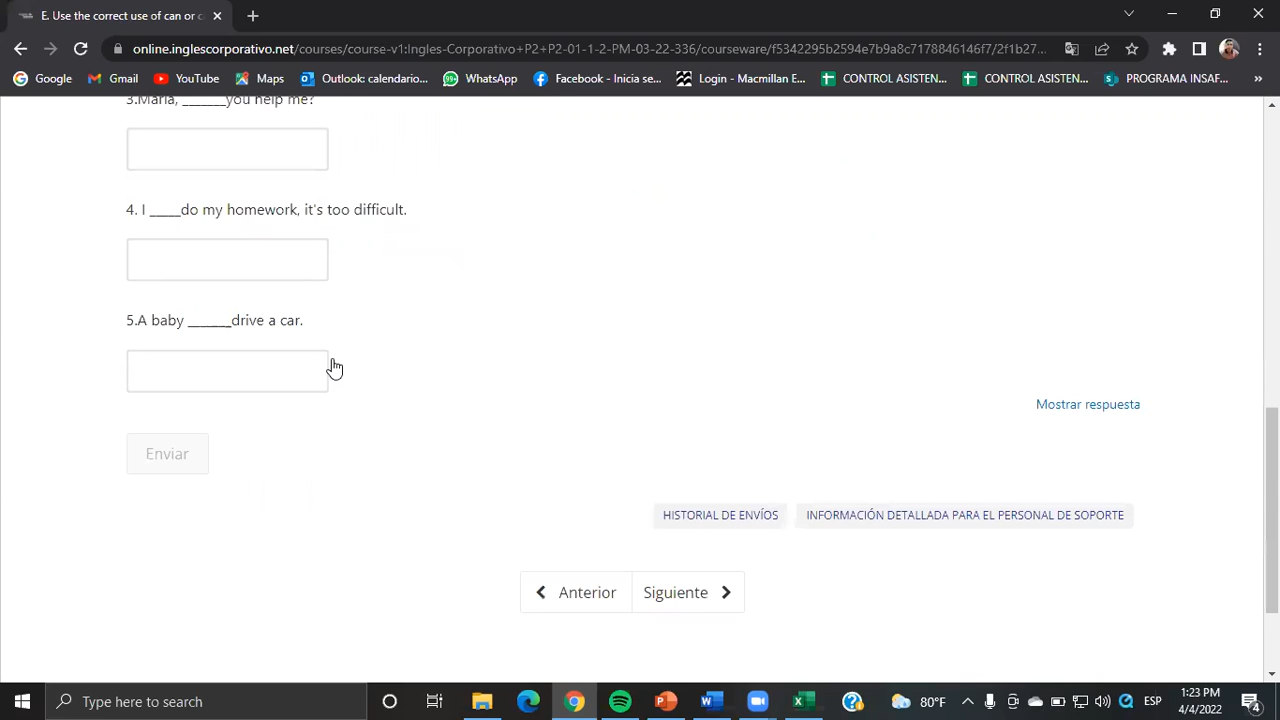 E. Use the correct use of can or c
online.inglescorporativo.net/courses/course-v1:Ingles-Corporativo+P2+P2-01-1-2-PM-03-22-336/courseware/f5342295b2594e7b9a8c7178846146f7/2f1b27...
Google Gmail YouTube Maps Outlook: calendario... WhatsApp Facebook - Inicia se... Login - Macmillan E... CONTROL ASISTEN... CONTROL ASISTEN... PROGRAMA INSAF... »
3.Maria, ______you help me?
4. I ____do my homework, it's too difficult.
5.A baby ______drive a car.
Mostrar respuesta
Enviar
HISTORIAL DE ENVÍOS INFORMACIÓN DETALLADA PARA EL PERSONAL DE SOPORTE
Anterior Siguiente
Type here to search 80°F ESP 1:23 PM
4/4/2022 4